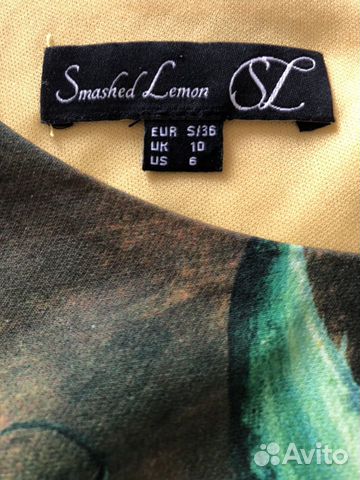 Smashed Lemon SL
EUR S/36
UK 10
US 6
Avito